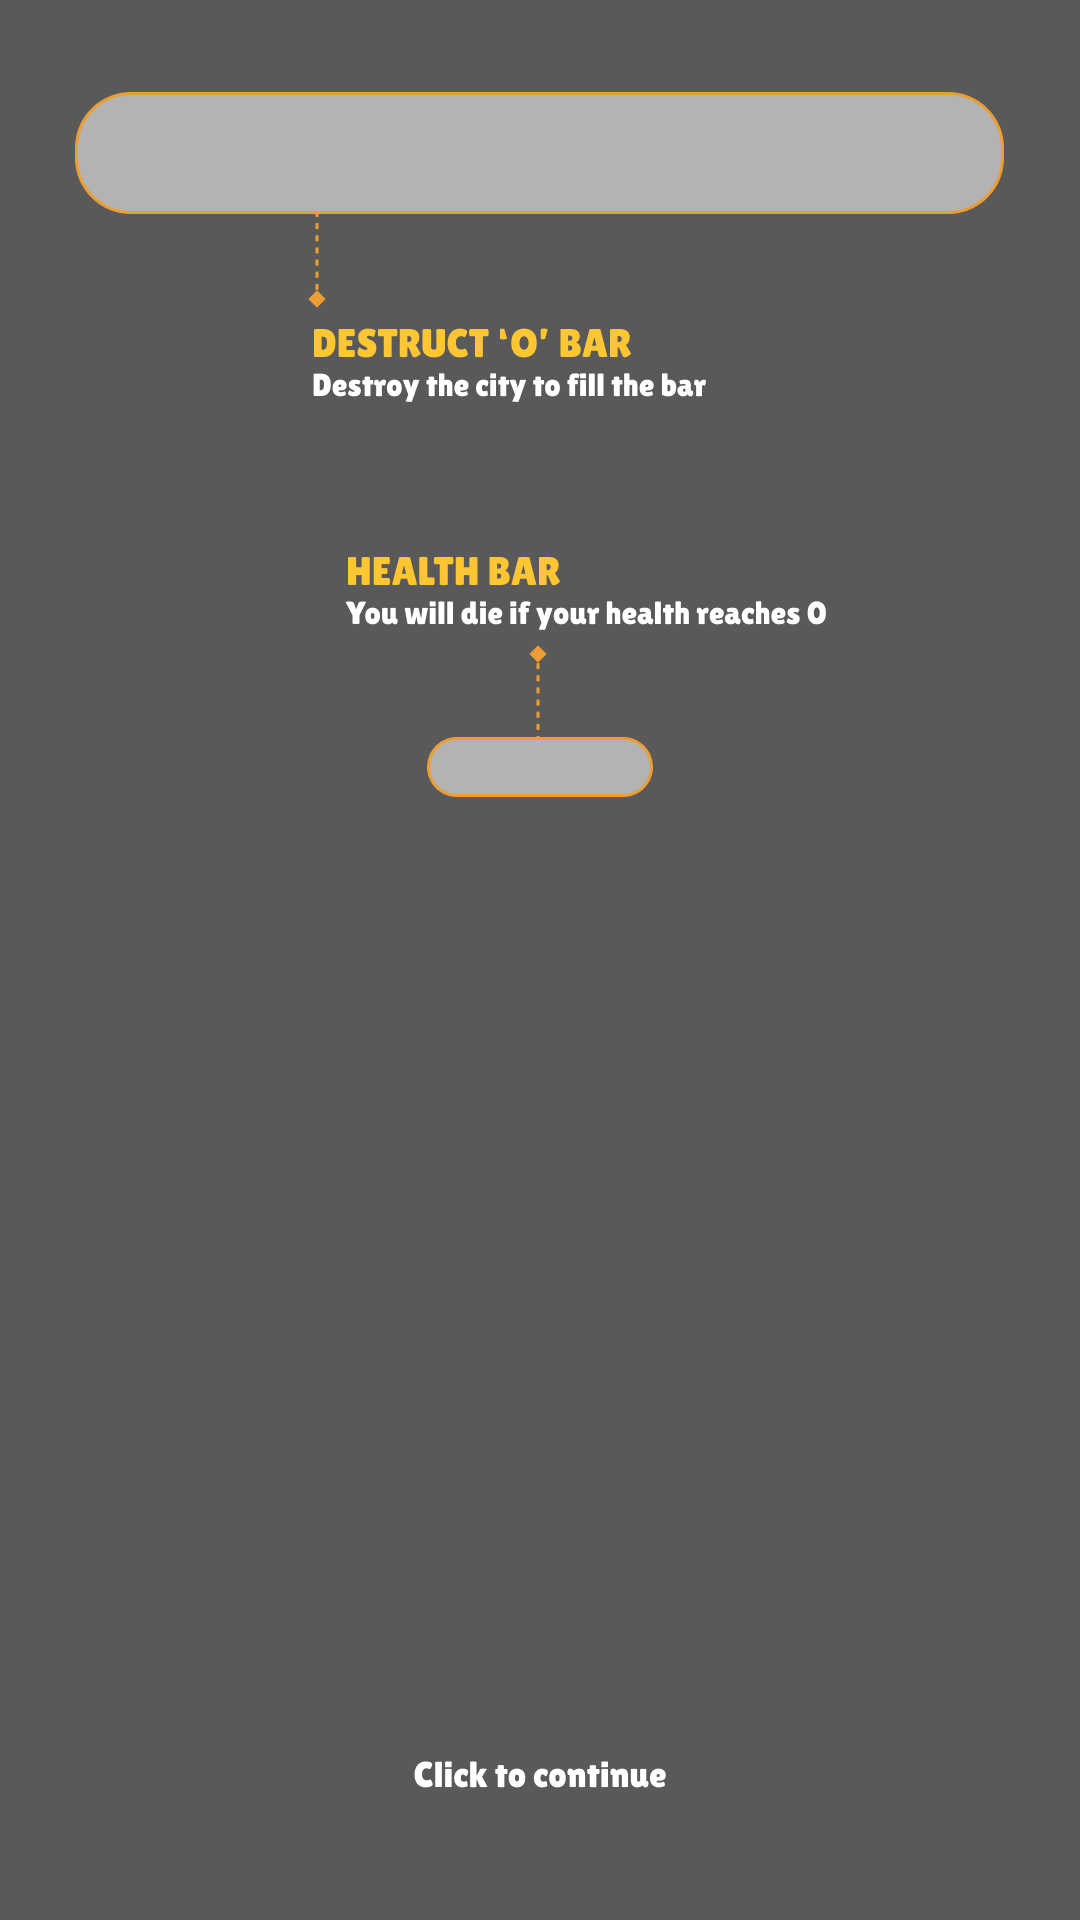 DESTRUCT ‘O’ BAR
Destroy the city to fill the bar
HEALTH BAR
You will die if your health reaches 0
Click to continue